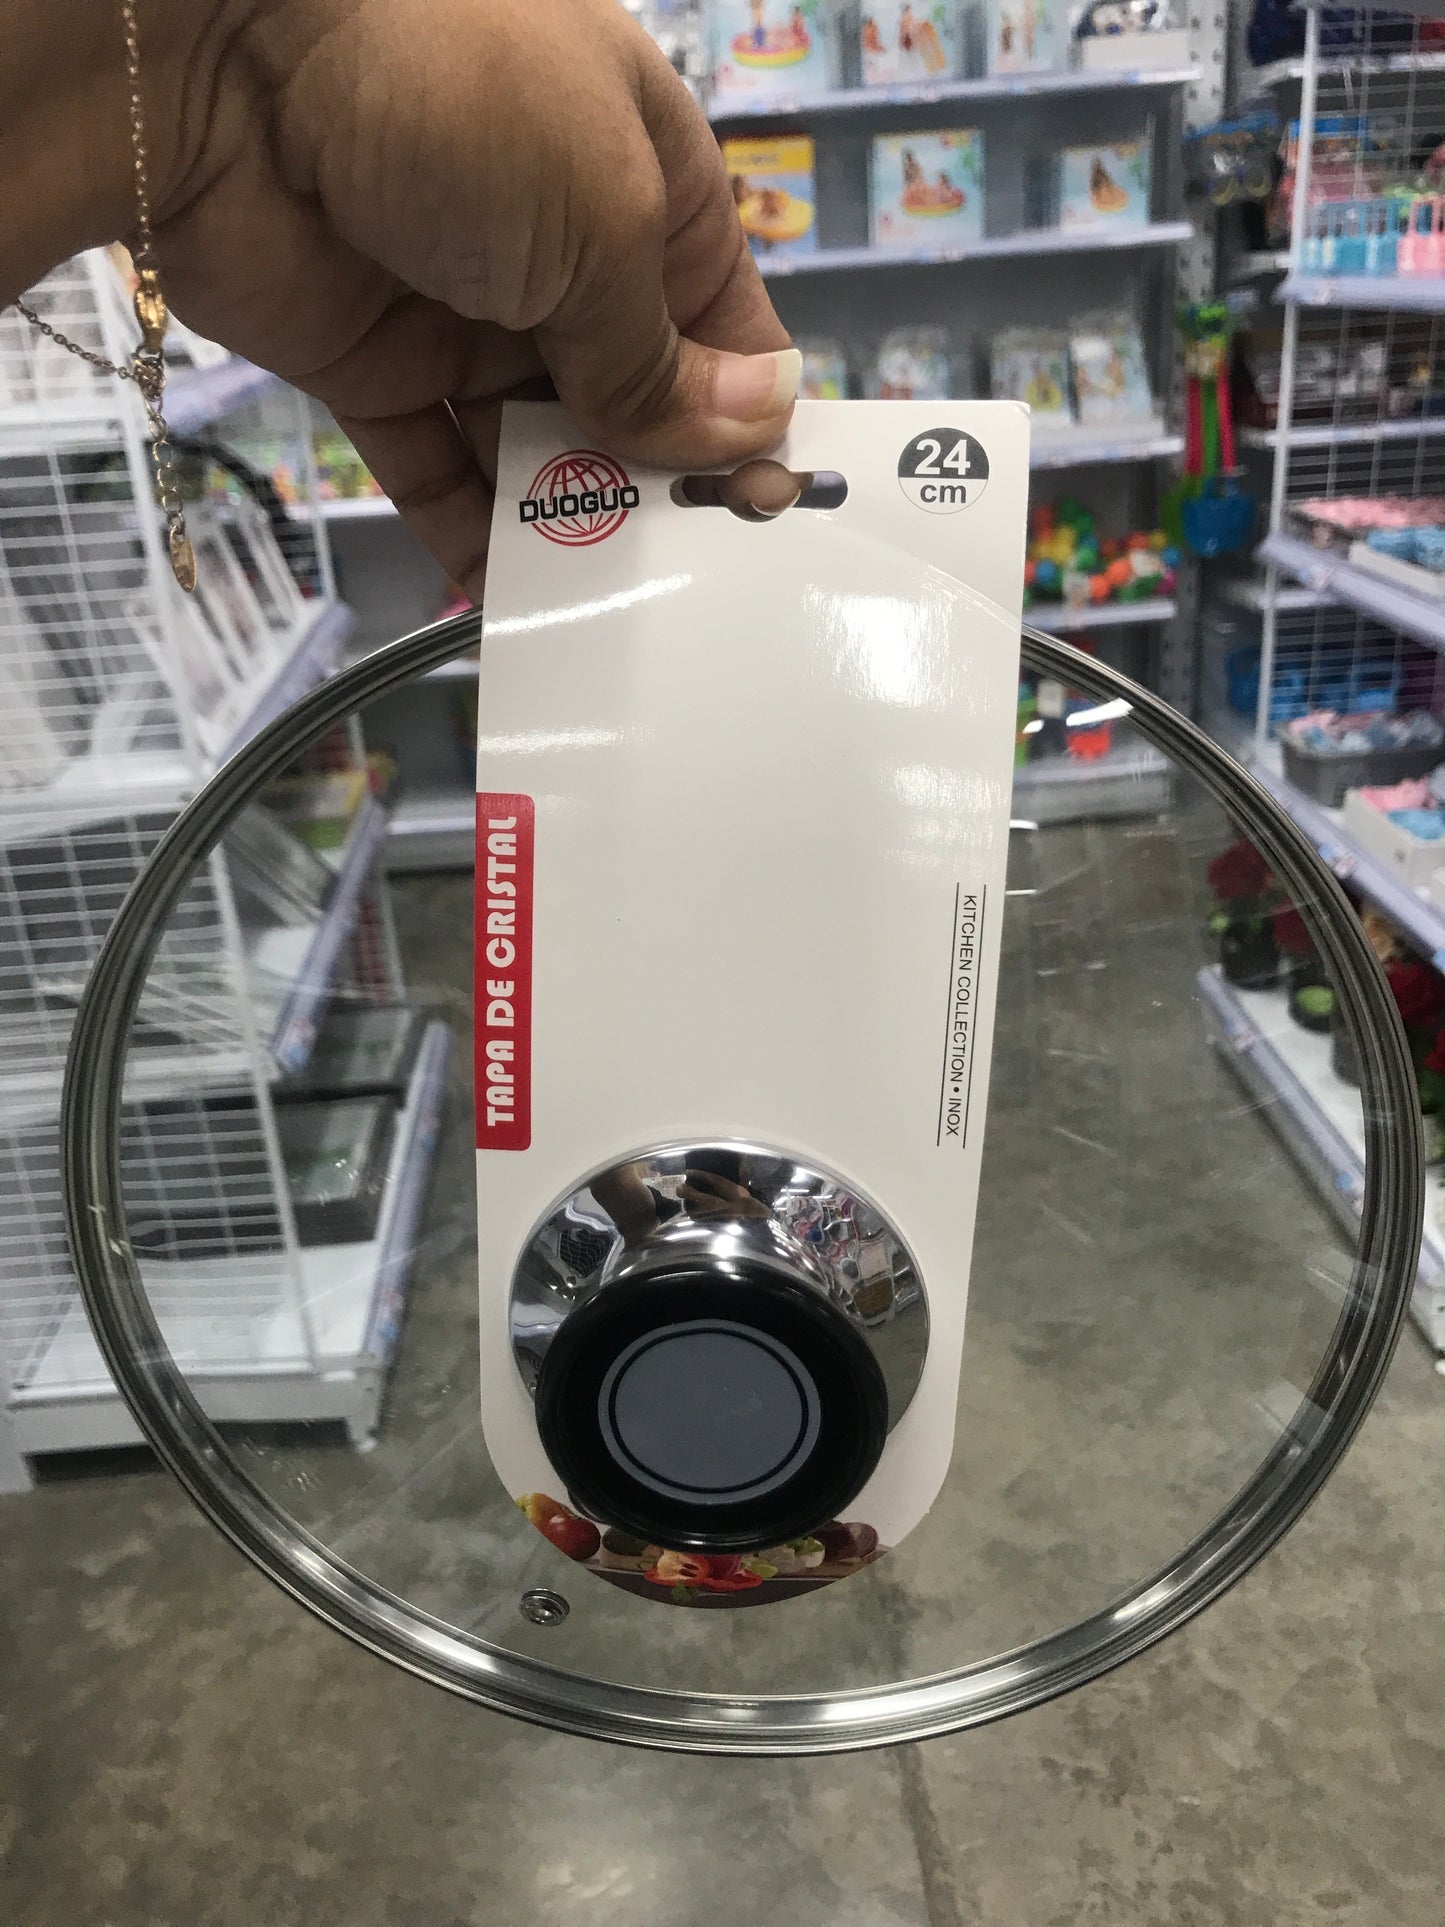 DUOGUO
24
cm
TAPA DE CRISTAL
KITCHEN COLLECTION • INOX